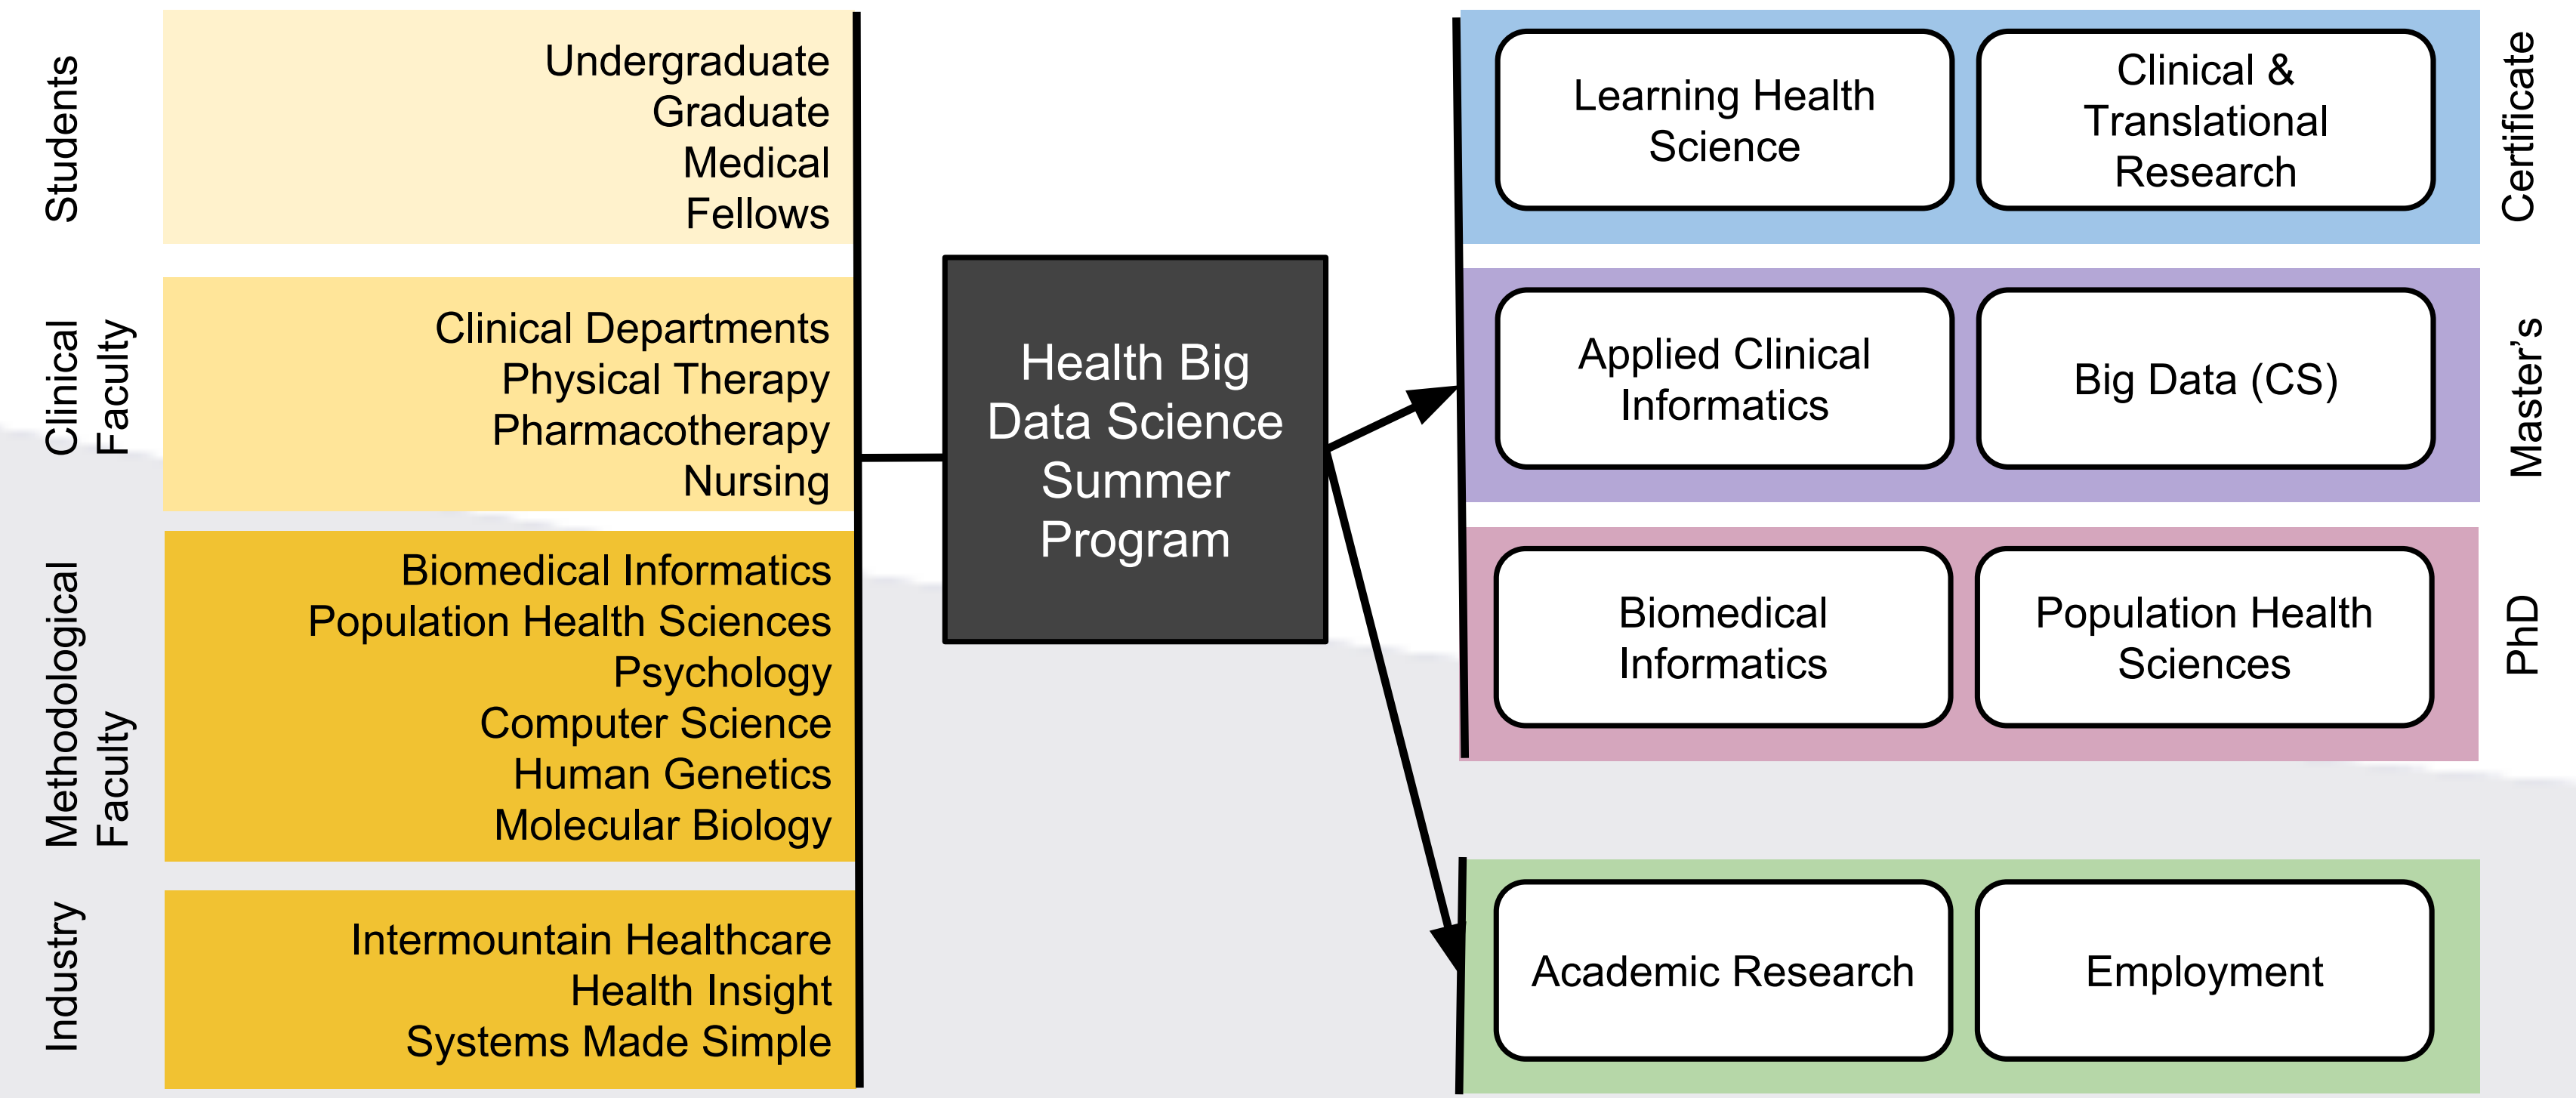 Students
Undergraduate
Graduate
Medical
Fellows
Clinical
Faculty
Clinical Departments
Physical Therapy
Pharmacotherapy
Nursing
Methodological
Faculty
Biomedical Informatics
Population Health Sciences
Psychology
Computer Science
Human Genetics
Molecular Biology
Industry
Intermountain Healthcare
Health Insight
Systems Made Simple
Health Big
Data Science
Summer
Program
Learning Health
Science
Clinical &
Translational
Research
Certificate
Applied Clinical
Informatics
Big Data (CS)
Master’s
Biomedical
Informatics
Population Health
Sciences
PhD
Academic Research
Employment